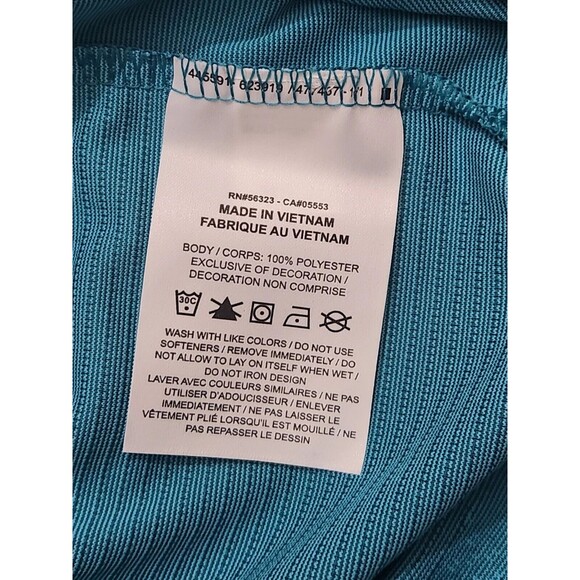 RN#56323 - CA#05553
MADE IN VIETNAM
FABRIQUE AU VIETNAM
BODY / CORPS: 100% POLYESTER
EXCLUSIVE OF DECORATION /
DECORATION NON COMPRISE
30C
WASH WITH LIKE COLORS / DO NOT USE
SOFTENERS / REMOVE IMMEDIATELY / DO
NOT ALLOW TO LAY ON ITSELF WHEN WET /
DO NOT IRON DESIGN
LAVER AVEC COULEURS SIMILAIRES / NE PAS
UTILISER D'ADOUCISSEUR / ENLEVER
IMMEDIATEMENT / NE PAS LAISSER LE
VÊTEMENT PLIÉ LORSQU'IL EST MOUILLÉ / NE
PAS REPASSER LE DESSIN